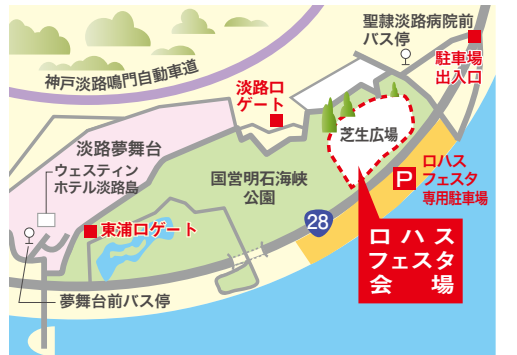 聖隷淡路病院前
バス停
駐車場
出入口
神戸淡路鳴門自動車道
淡路口
ゲート
芝生広場
淡路夢舞台
ウェスティン
ホテル淡路島
国営明石海峡
公園
P
ロハス
フェスタ
専用駐車場
東浦口ゲート
28
ロハス
フェスタ
会場
夢舞台前バス停